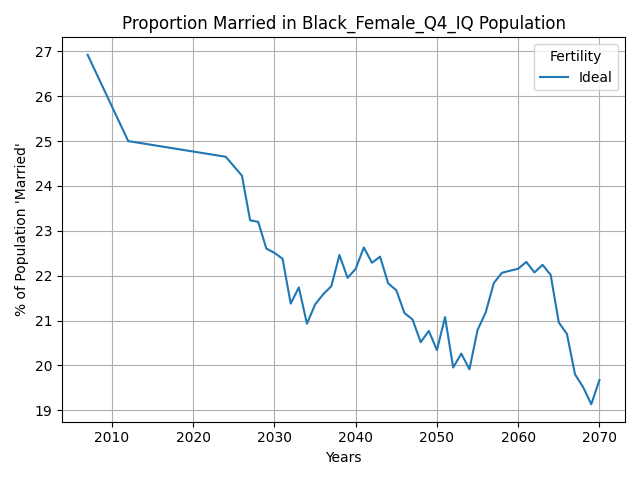 Proportion Married in Black_Female_Q4_IQ Population
Fertility
Ideal
27
26
25
24
23
22
21
20
19
% of Population 'Married'
2010 2020 2030 2040 2050 2060 2070
Years